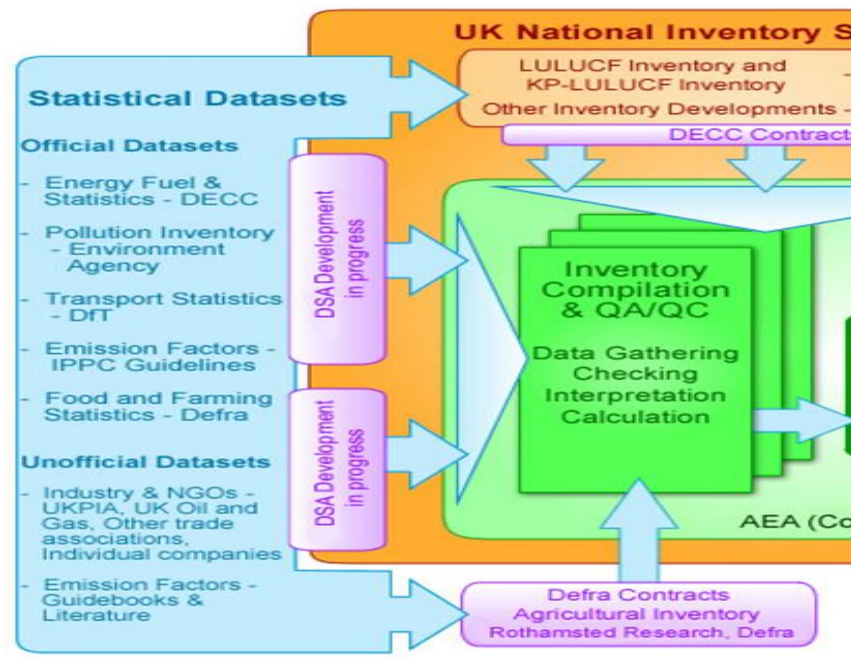 UK National Inventory S
LULUCF Inventory and -
KP-LULUCF Inventory
Other Inventory Developments -
DECC Contracts
Statistical Datasets
Official Datasets
- Energy Fuel &
Statistics - DECC
- Pollution Inventory
- Environment
Agency
- Transport Statistics
- DfT
- Emission Factors -
IPPC Guidelines
- Food and Farming
Statistics - Defra
Unofficial Datasets
- Industry & NGOs -
UKPIA, UK Oil and
Gas, Other trade
associations,
Individual companies
- Emission Factors -
Guidebooks &
Literature
DSA Development
in progress
DSA Development
in progress
Inventory
Compilation
& QA/QC
Data Gathering
Checking
Interpretation
Calculation
AEA (Co
Defra Contracts
Agricultural Inventory
Rothamsted Research, Defra